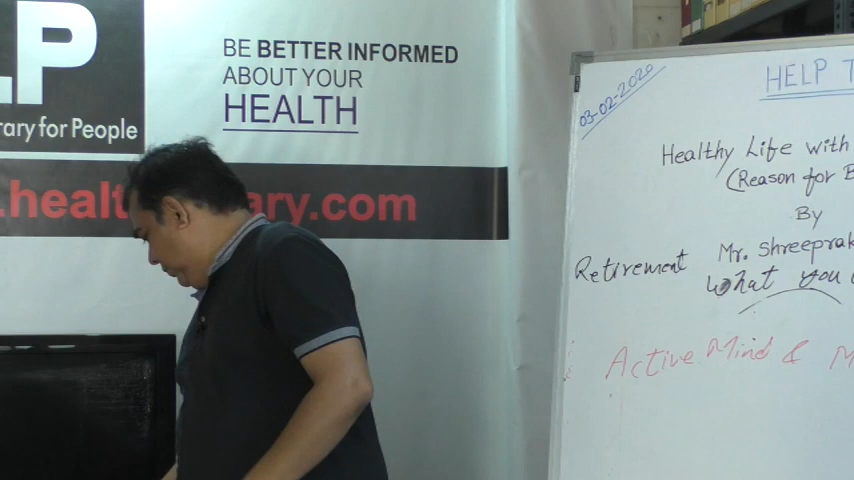 LP
rary for People
BE BETTER INFORMED
ABOUT YOUR
HEALTH
.health
ary.com
03-02-2020
HELP T
Healthy Life with
(Reason for B
By
Mr. Shreeprak
Retirement
What you
Active Mind & M